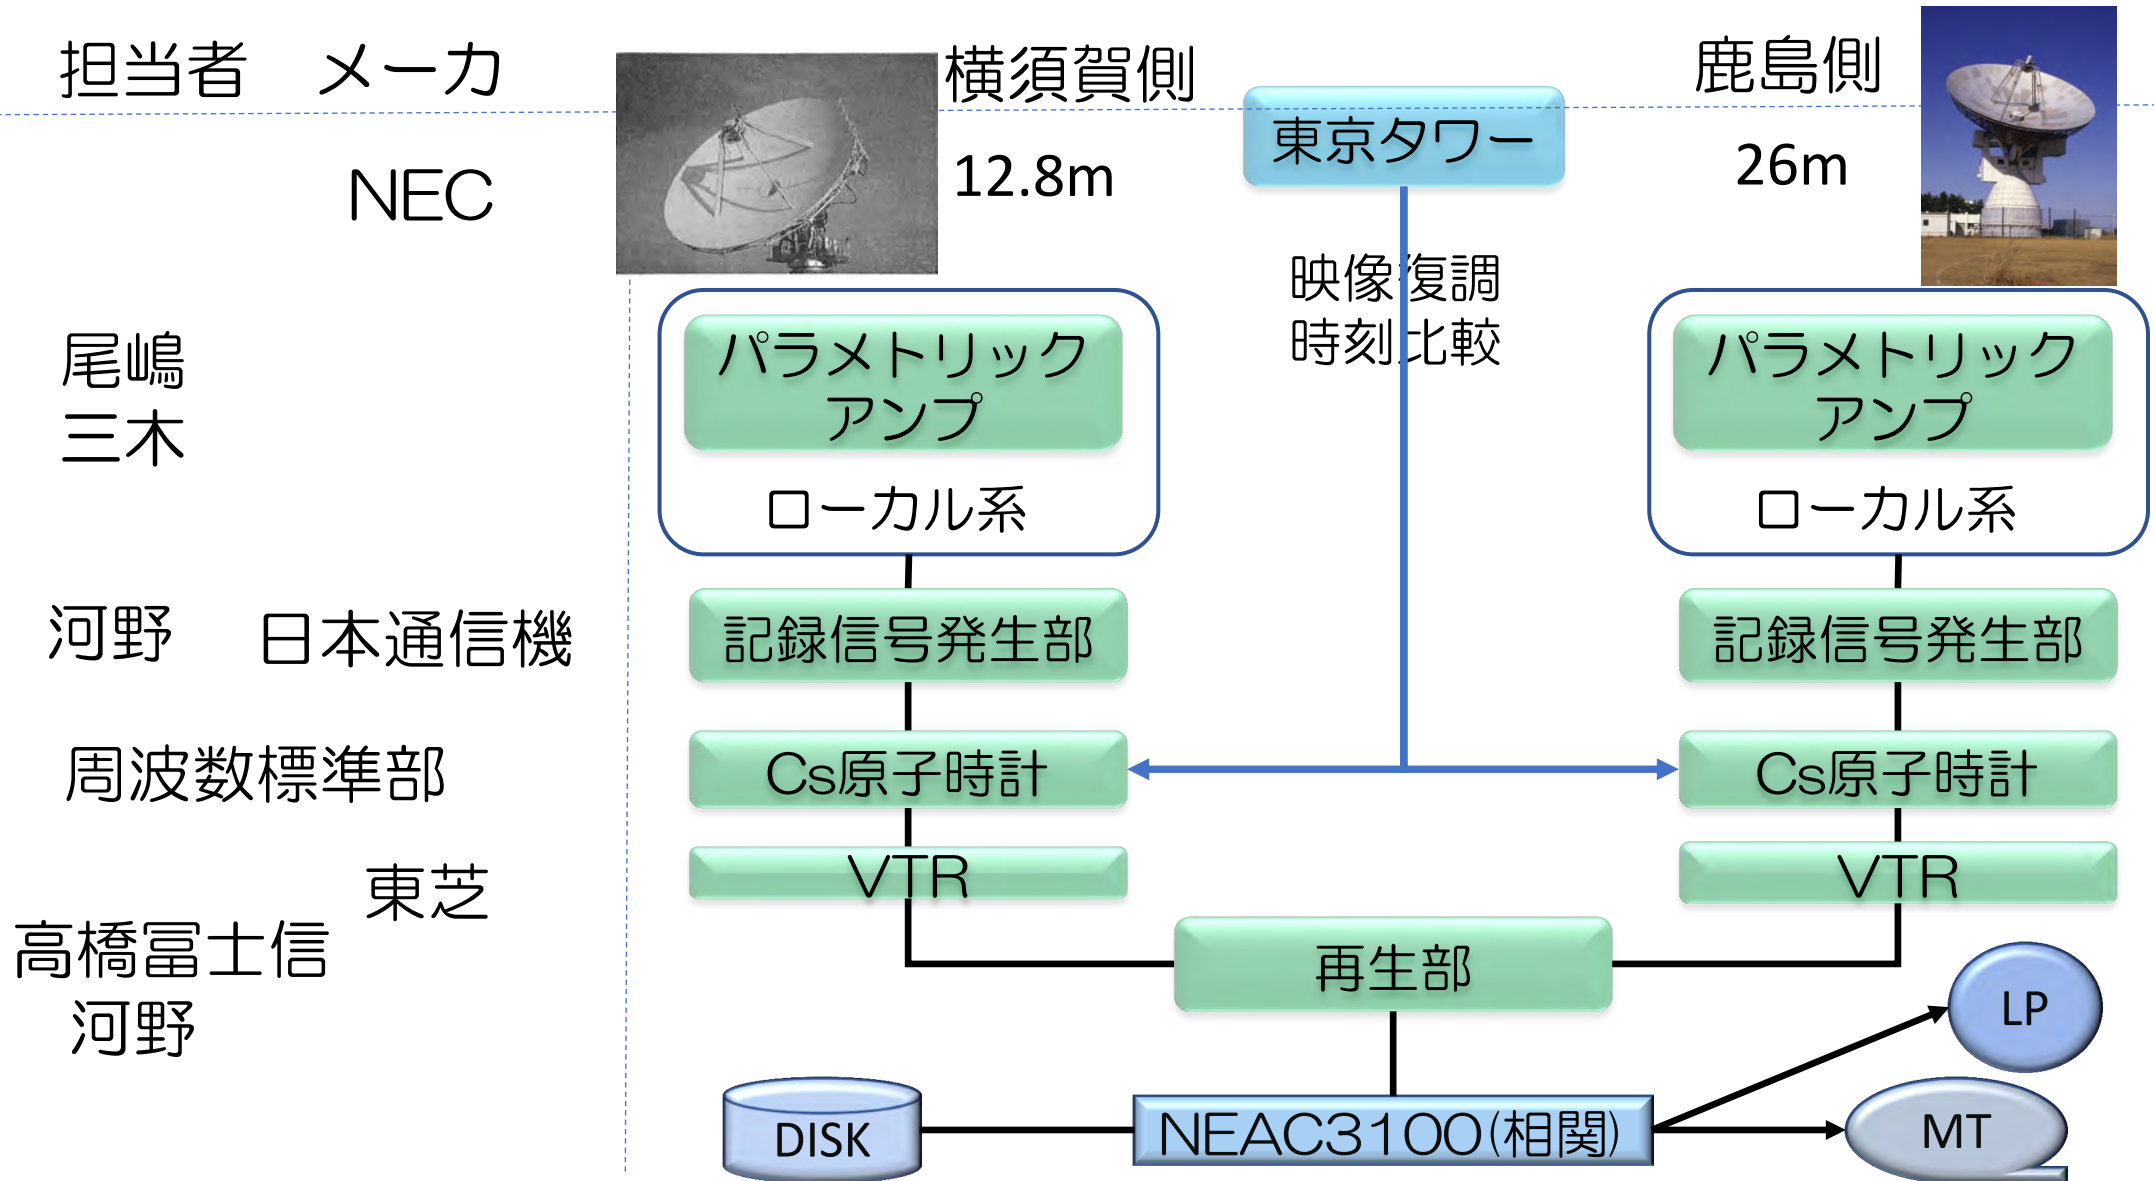 担当者 メーカ 横須賀側 鹿島側
東京タワー
NEC 12.8m 26m
映像復調
時刻比較
尾嶋
三木
パラメトリック
アンプ
ローカル系
パラメトリック
アンプ
ローカル系
河野 日本通信機 記録信号発生部 記録信号発生部
周波数標準部 Cs原子時計 Cs原子時計
東芝 VTR VTR
高橋冨士信 再生部
河野
LP
DISK NEAC3100(相関) MT